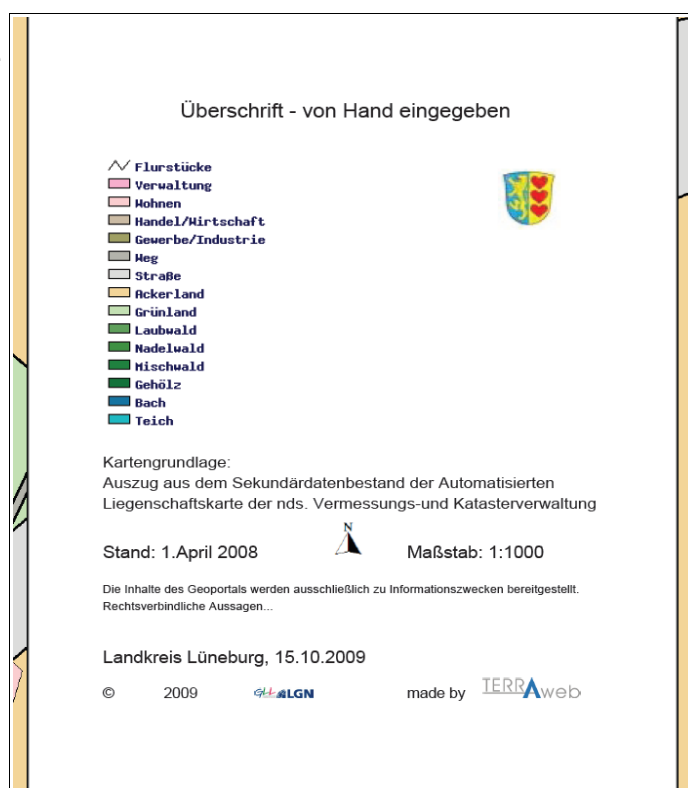 Überschrift - von Hand eingegeben
Flurstücke
Verwaltung
Wohnen
Handel/Wirtschaft
Gewerbe/Industrie
Weg
Straße
Ackerland
Grünland
Laubwald
Nadelwald
Mischwald
Gehölz
Bach
Teich
Kartengrundlage:
Auszug aus dem Sekundärdatenbestand der Automatisierten
Liegenschaftskarte der nds. Vermessungs-und Katasterverwaltung
N
Stand: 1.April 2008 Maßstab: 1:1000
Die Inhalte des Geoportals werden ausschließlich zu Informationszwecken bereitgestellt.
Rechtsverbindliche Aussagen...
Landkreis Lüneburg, 15.10.2009
© 2009 GLL LGN made by TERRAweb